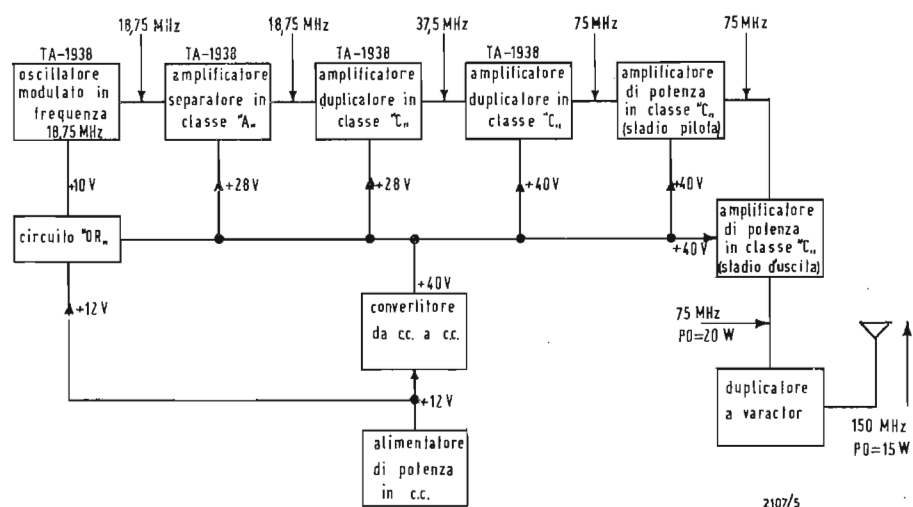 18,75 MHz
18,75 MHz
37,5 MHz
75 MHz
75 MHz
TA-1938
oscillatore
modulato in
frequenza
18,75 MHz
TA-1938
amplificatore
separatore in
classe "A„
TA-1938
amplificatore
duplicatore in
classe "C„
TA-1938
amplificatore
duplicatore in
classe "C„
amplificatore
di potenza
in classe "C„
(stadio pilota)
+10 V
+28 V
+28 V
+40 V
+40 V
circuito "OR„
amplificatore
di potenza
in classe "C„
(stadio d'uscita)
+40 V
+12 V
+40 V
convertitore
da c.c. a c.c.
75 MHz
PO=20 W
duplicatore
a varactor
+12 V
150 MHz
PO=15 W
alimentatore
di potenza
in c.c.
2107/5